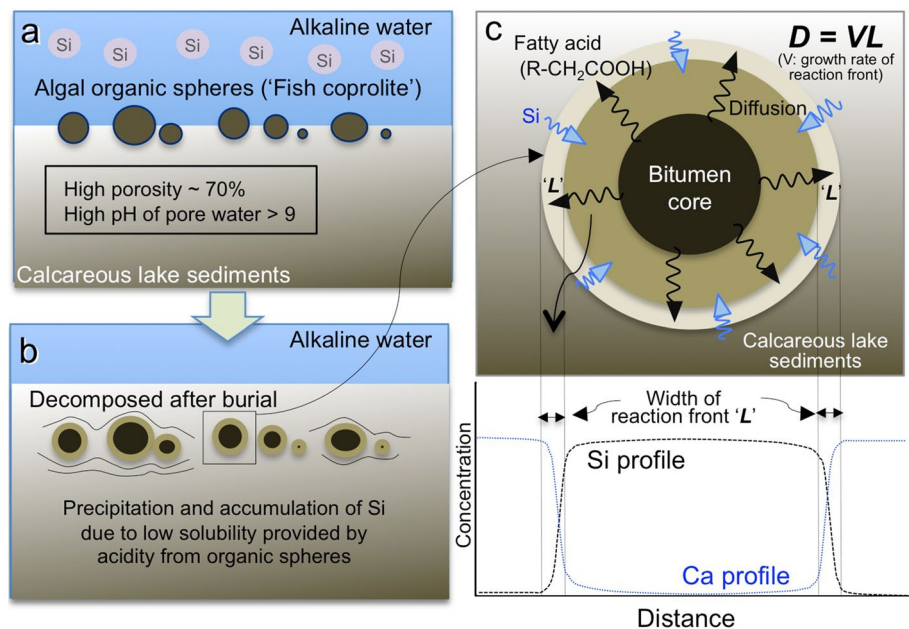 a
Alkaline water
Si Si Si Si Si Si
Algal organic spheres (‘Fish coprolite’)
High porosity ~ 70%
High pH of pore water > 9
Calcareous lake sediments
b
Alkaline water
Decomposed after burial
Precipitation and accumulation of Si
due to low solubility provided by
acidity from organic spheres
c
D = VL
(V: growth rate of
reaction front)
Fatty acid
(R-CH₂COOH)
Si
Diffusion
‘L’
Bitumen
core
‘L’
Calcareous lake
sediments
Width of
reaction front ‘L’
Si profile
Ca profile
Concentration
Distance